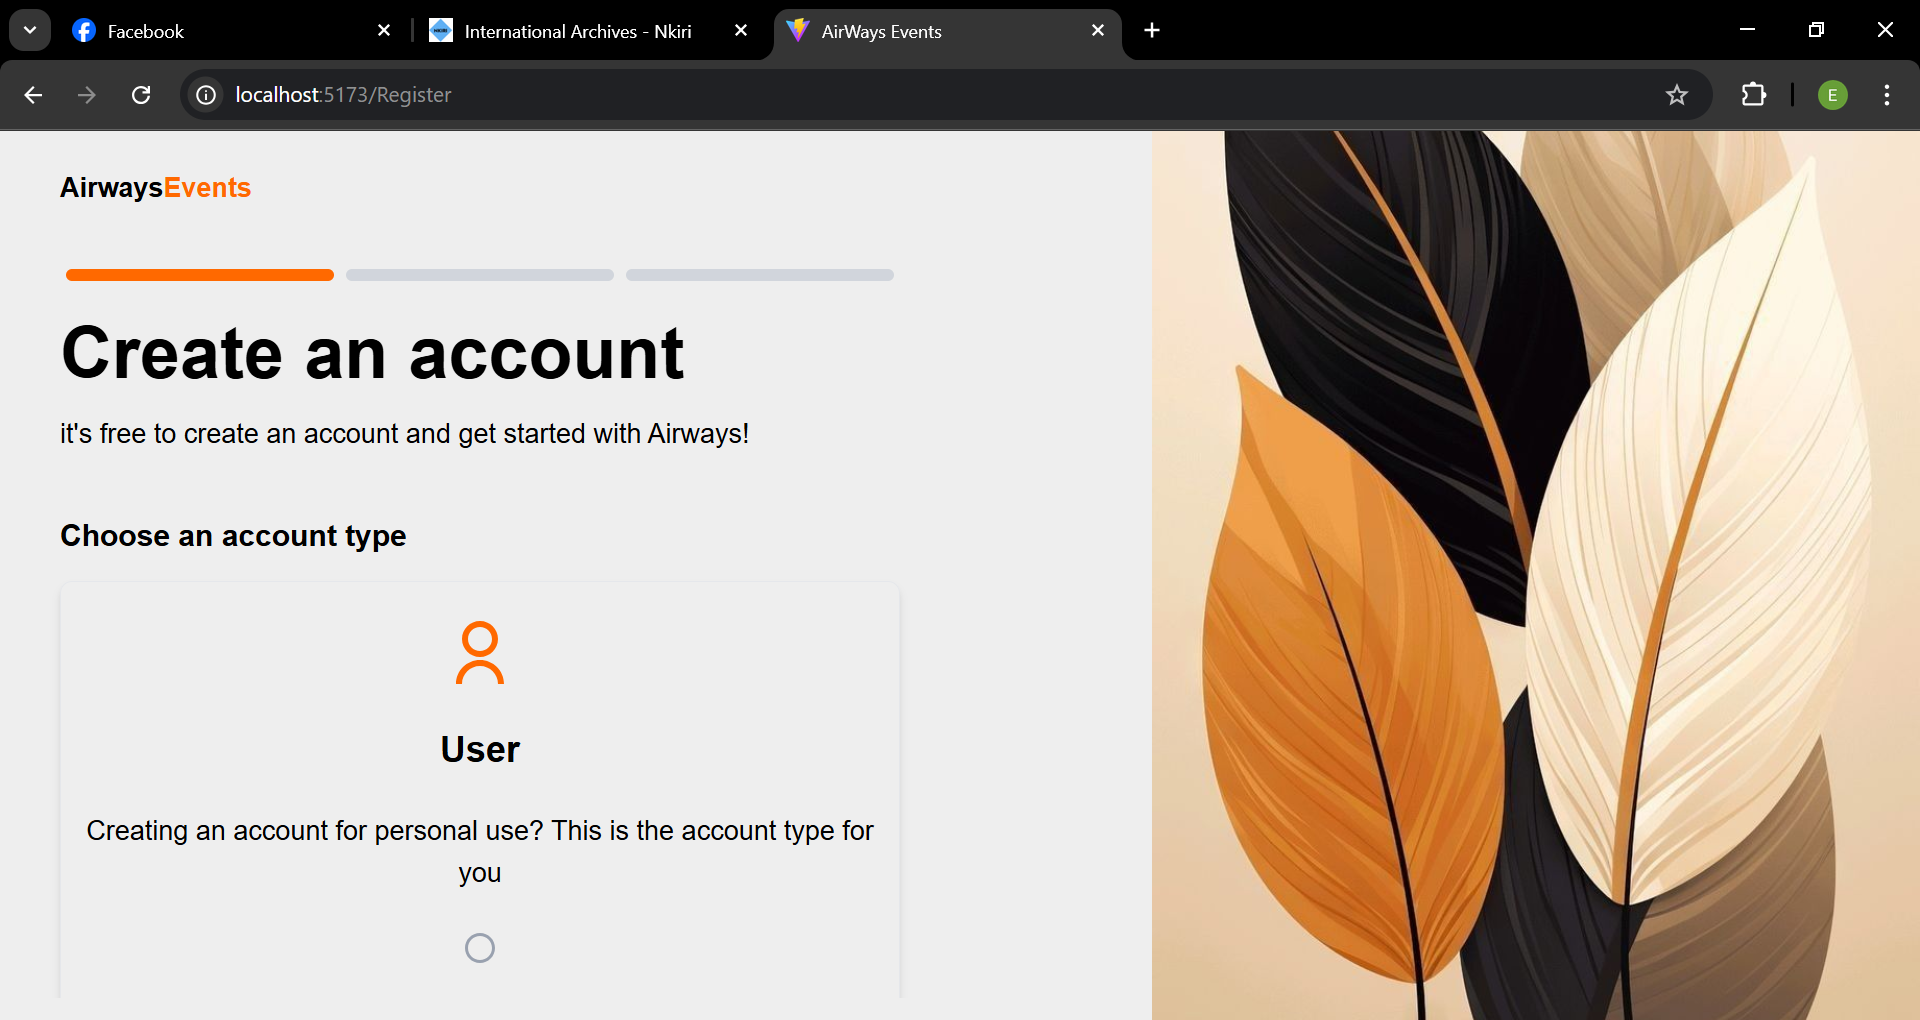 Facebook
International Archives - Nkiri
AirWays Events
localhost:5173/Register
E
AirwaysEvents
Create an account
it's free to create an account and get started with Airways!
Choose an account type
User
Creating an account for personal use? This is the account type for
you